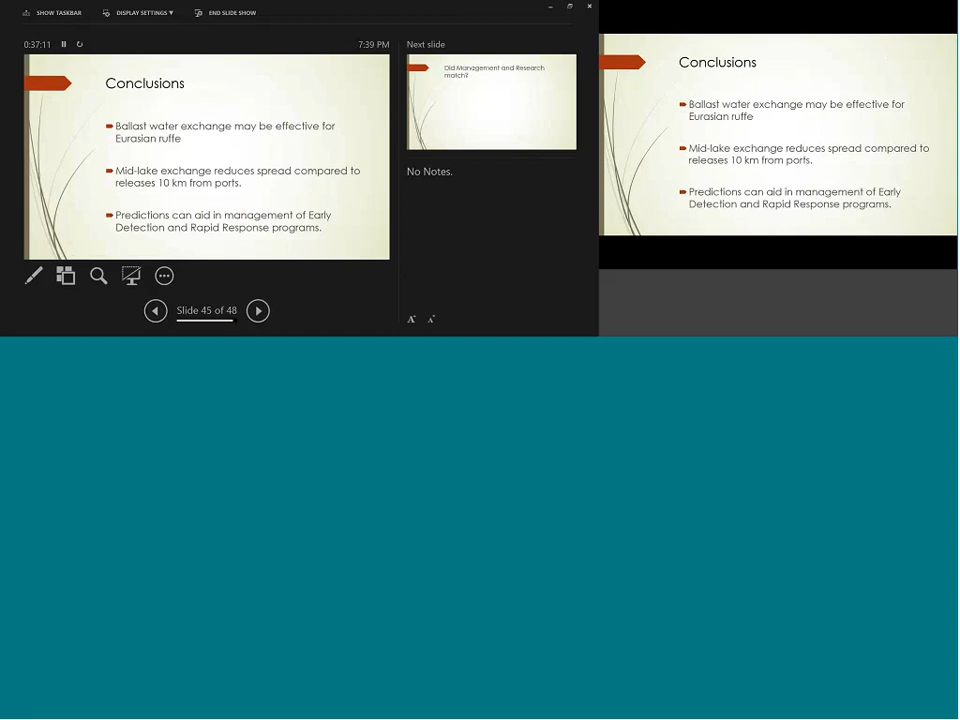 SHOW TASKBAR
DISPLAY SETTINGS ▾
END SLIDE SHOW
0:37:11
7:39 PM
Conclusions
Ballast water exchange may be effective for
Eurasian ruffe
Mid-lake exchange reduces spread compared to
releases 10 km from ports.
Predictions can aid in management of Early
Detection and Rapid Response programs.
Slide 45 of 48
Next slide
Old Management and Research
match?
No Notes.
A A
Conclusions
Ballast water exchange may be effective for
Eurasian ruffe
Mid-lake exchange reduces spread compared to
releases 10 km from ports.
Predictions can aid in management of Early
Detection and Rapid Response programs.